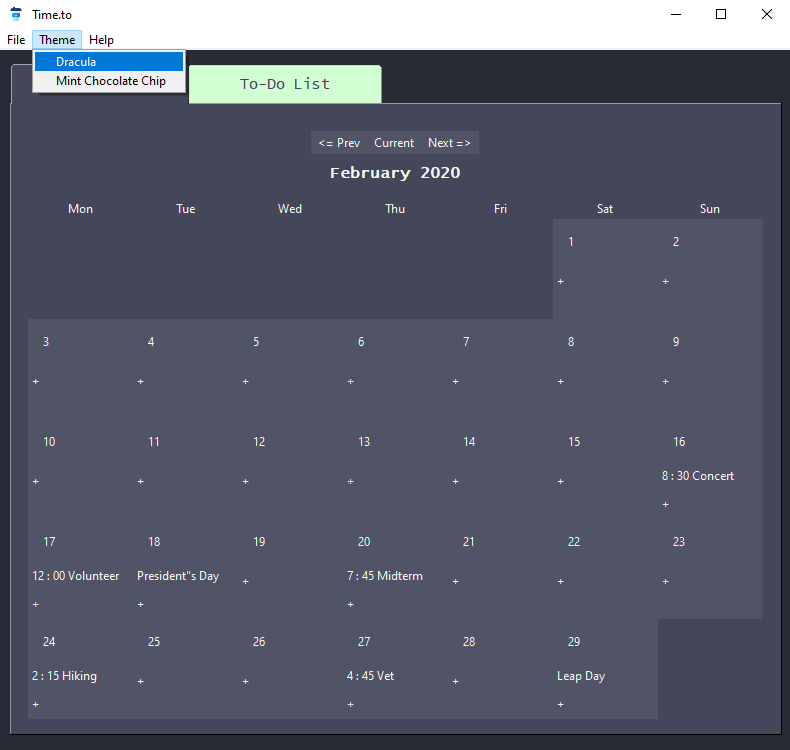 Time.to
File Theme Help
Dracula
Mint Chocolate Chip
To-Do List
<= Prev Current Next =>
February 2020
Mon Tue Wed Thu Fri Sat Sun
1 2
+ +
3 4 5 6 7 8 9
+ + + + + + +
10 11 12 13 14 15 16
8 : 30 Concert
+ + + + + + +
17 18 19 20 21 22 23
12 : 00 Volunteer President"s Day 7 : 45 Midterm
+ + + + + + +
24 25 26 27 28 29
2 : 15 Hiking 4 : 45 Vet Leap Day
+ + + + + +